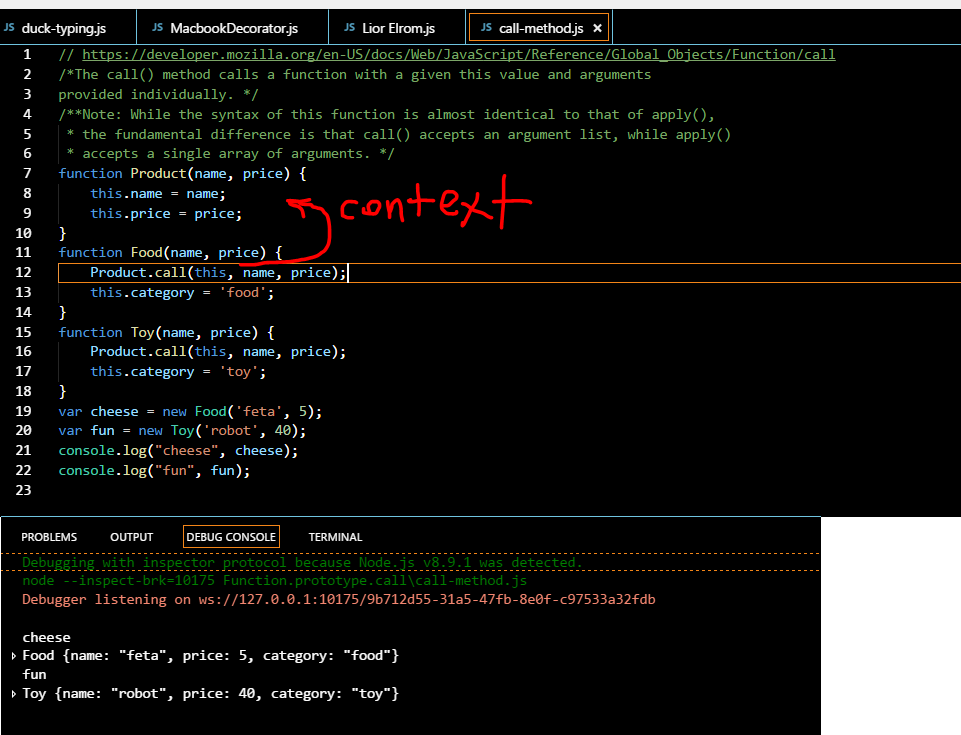 JS duck-typing.js JS MacbookDecorator.js JS Lior Elrom.js JS call-method.js ×
1 // https://developer.mozilla.org/en-US/docs/Web/JavaScript/Reference/Global_Objects/Function/call
2 /*The call() method calls a function with a given this value and arguments
3 provided individually. */
4 /**Note: While the syntax of this function is almost identical to that of apply(),
5  * the fundamental difference is that call() accepts an argument list, while apply()
6  * accepts a single array of arguments. */
7 function Product(name, price) {
8     this.name = name;
context
9     this.price = price;
10 }
11 function Food(name, price) {
12     Product.call(this, name, price);
13     this.category = 'food';
14 }
15 function Toy(name, price) {
16     Product.call(this, name, price);
17     this.category = 'toy';
18 }
19 var cheese = new Food('feta', 5);
20 var fun = new Toy('robot', 40);
21 console.log("cheese", cheese);
22 console.log("fun", fun);
23
PROBLEMS OUTPUT DEBUG CONSOLE TERMINAL
Debugging with inspector protocol because Node.js v8.9.1 was detected.
node --inspect-brk=10175 Function.prototype.call\call-method.js
Debugger listening on ws://127.0.0.1:10175/9b712d55-31a5-47fb-8e0f-c97533a32fdb
cheese
Food {name: "feta", price: 5, category: "food"}
fun
Toy {name: "robot", price: 40, category: "toy"}